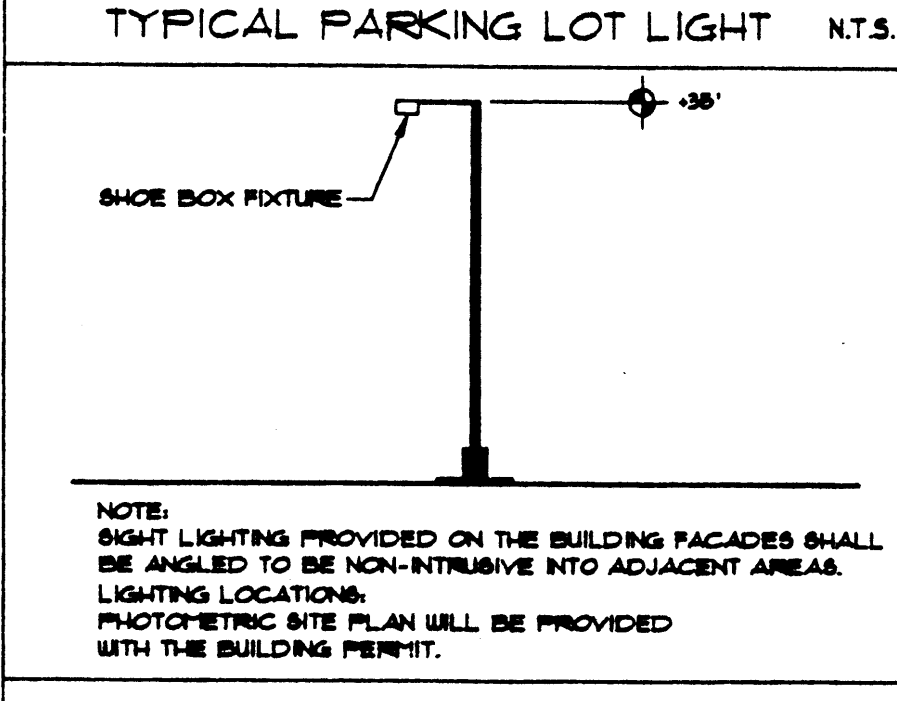 TYPICAL PARKING LOT LIGHT N.T.S.
+35'
SHOE BOX FIXTURE
NOTE:
SIGHT LIGHTING PROVIDED ON THE BUILDING FACADES SHALL
BE ANGLED TO BE NON-INTRUSIVE INTO ADJACENT AREAS.
LIGHTING LOCATIONS:
PHOTOMETRIC SITE PLAN WILL BE PROVIDED
WITH THE BUILDING PERMIT.